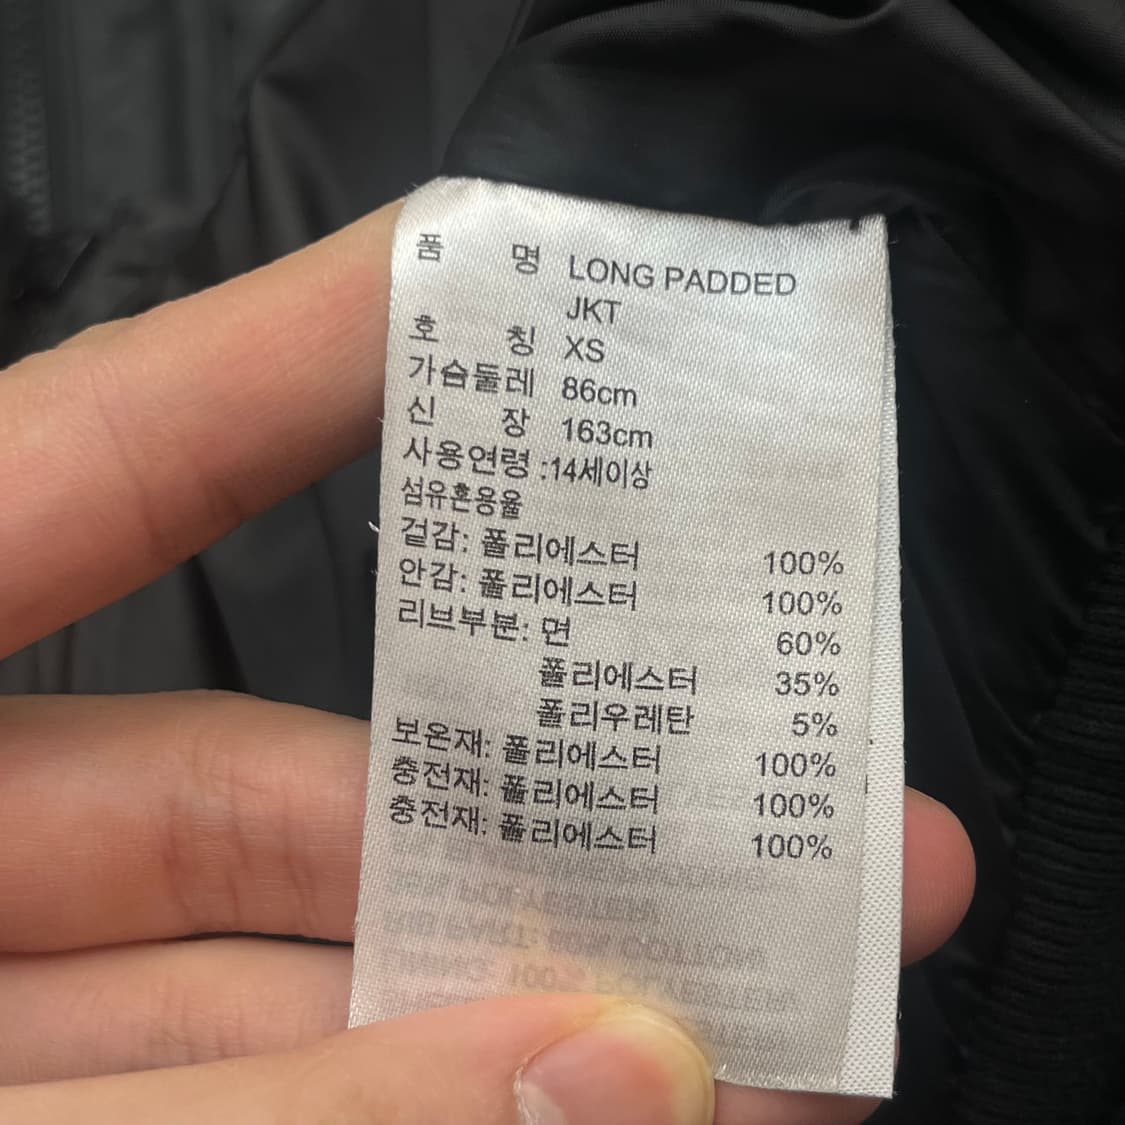 품 명 LONG PADDED
JKT
호 칭 XS
가슴둘레 86cm
신 장 163cm
사용연령 :14세이상
섬유혼용율
겉감: 폴리에스터 100%
안감: 폴리에스터 100%
리브부분: 면 60%
폴리에스터 35%
폴리우레탄 5%
보온재: 폴리에스터 100%
충전재: 폴리에스터 100%
충전재: 폴리에스터 100%